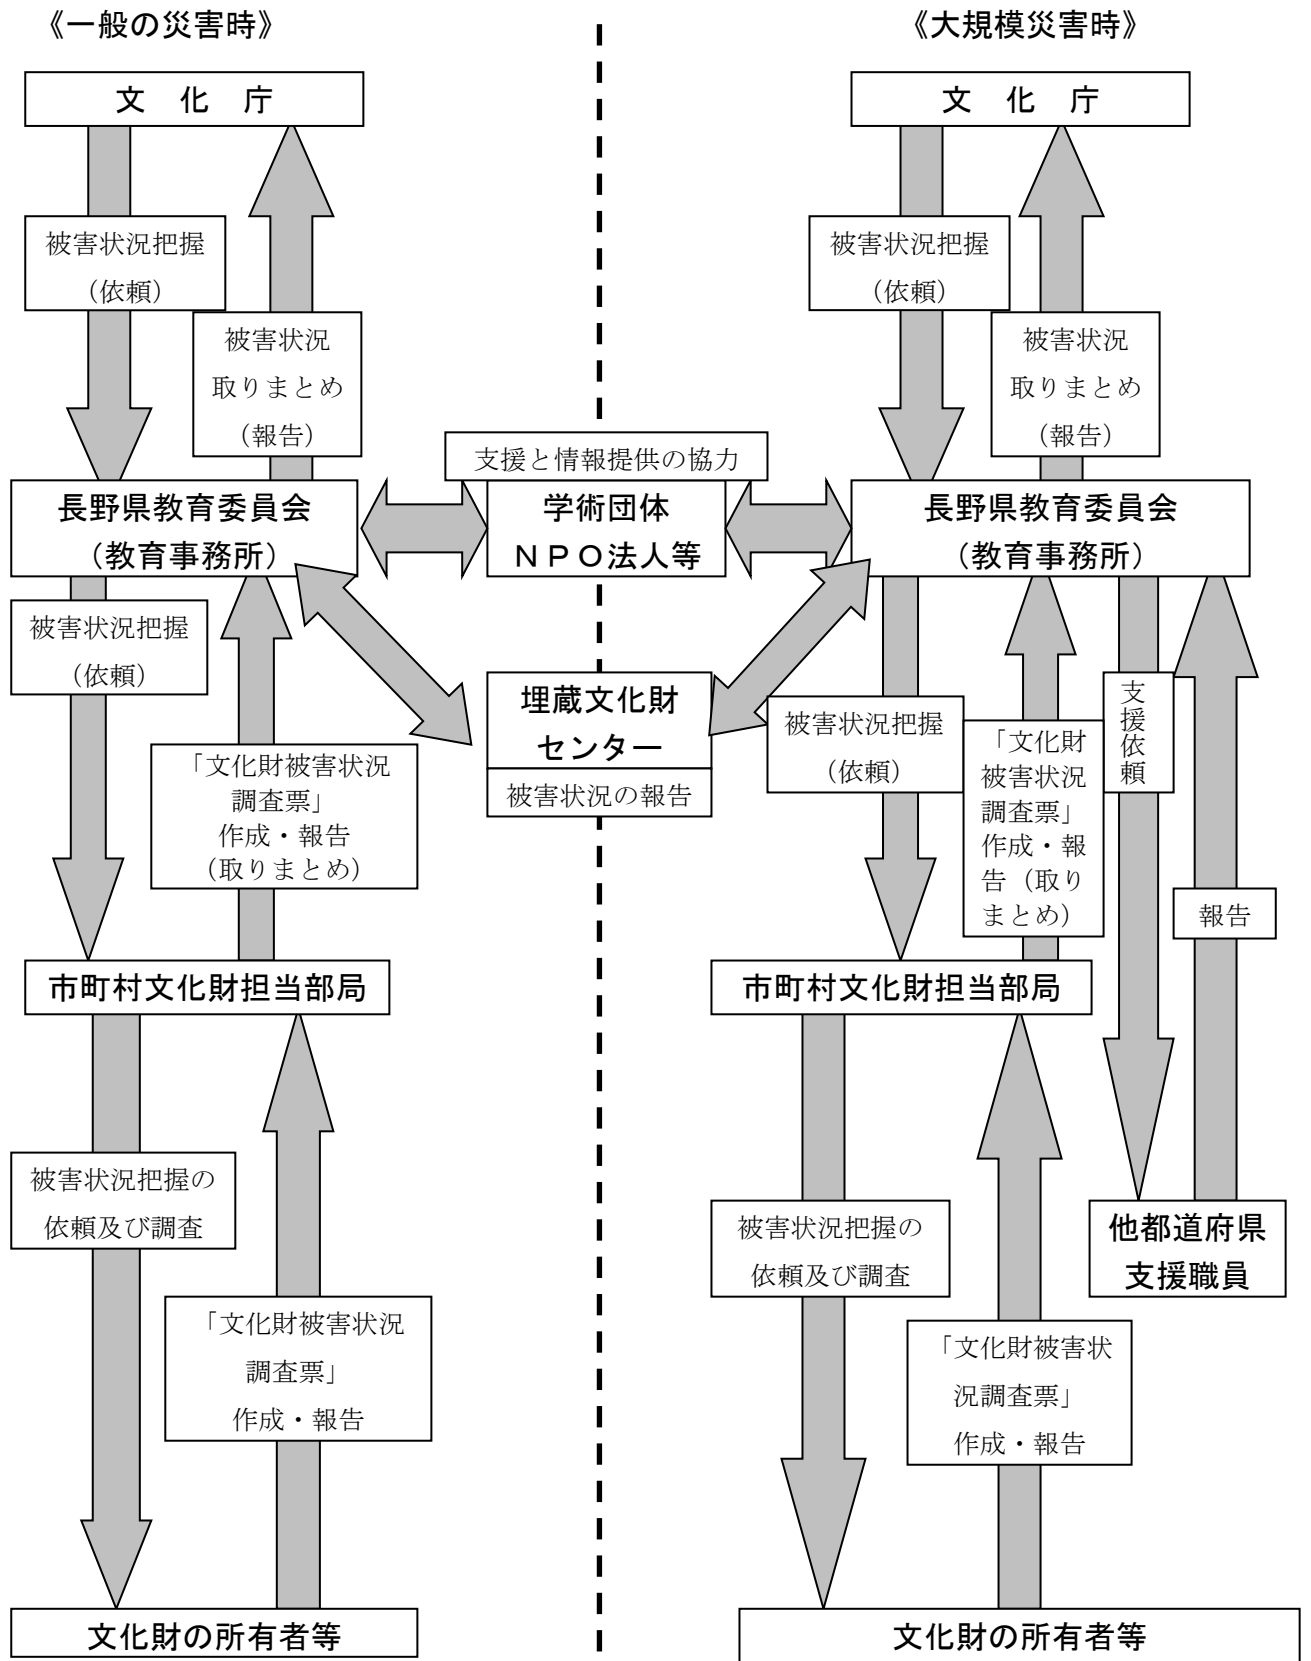 《一般の災害時》
文 化 庁
被害状況把握
（依頼）
被害状況
取りまとめ
（報告）
長野県教育委員会
（教育事務所）
被害状況把握
（依頼）
「文化財被害状況
調査票」
作成・報告
（取りまとめ）
市町村文化財担当部局
被害状況把握の
依頼及び調査
「文化財被害状況
調査票」
作成・報告
文化財の所有者等
支援と情報提供の協力
学術団体
ＮＰＯ法人等
埋蔵文化財
センター
被害状況の報告
《大規模災害時》
文 化 庁
被害状況把握
（依頼）
被害状況
取りまとめ
（報告）
長野県教育委員会
（教育事務所）
被害状況把握
（依頼）
「文化財
被害状況
調査票」
作成・報
告（取り
まとめ）
支援依頼
報告
市町村文化財担当部局
他都道府県
支援職員
被害状況把握の
依頼及び調査
「文化財被害状
況調査票」
作成・報告
文化財の所有者等